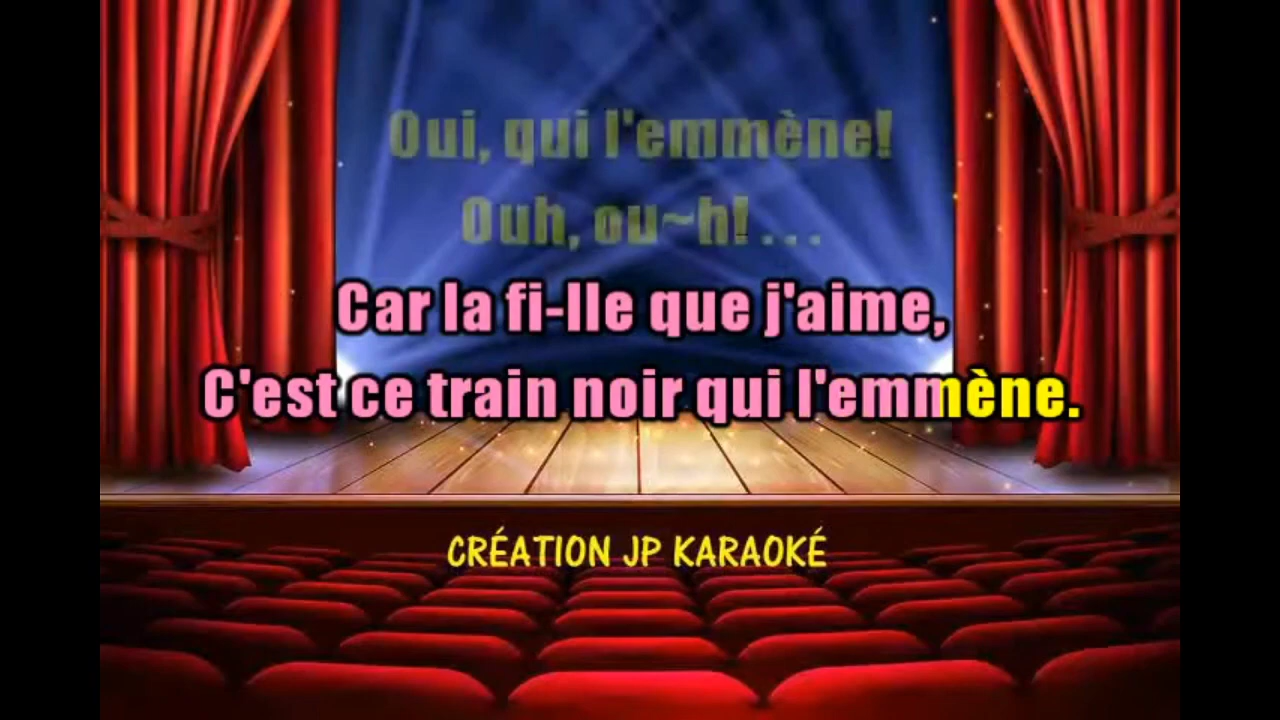 Oui, qui l'emmène!
Ouh, ou~h! . . .
Car la fi-lle que j'aime,
C'est ce train noir qui l'emmène.
CRÉATION JP KARAOKÉ